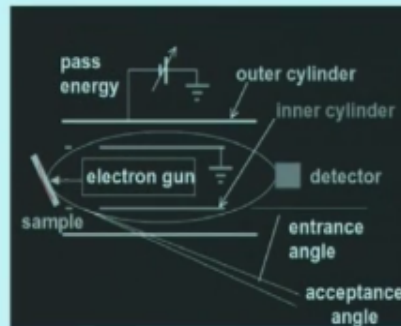 pass
energy
outer cylinder
inner cylinder
electron gun
detector
sample
entrance
angle
acceptance
angle